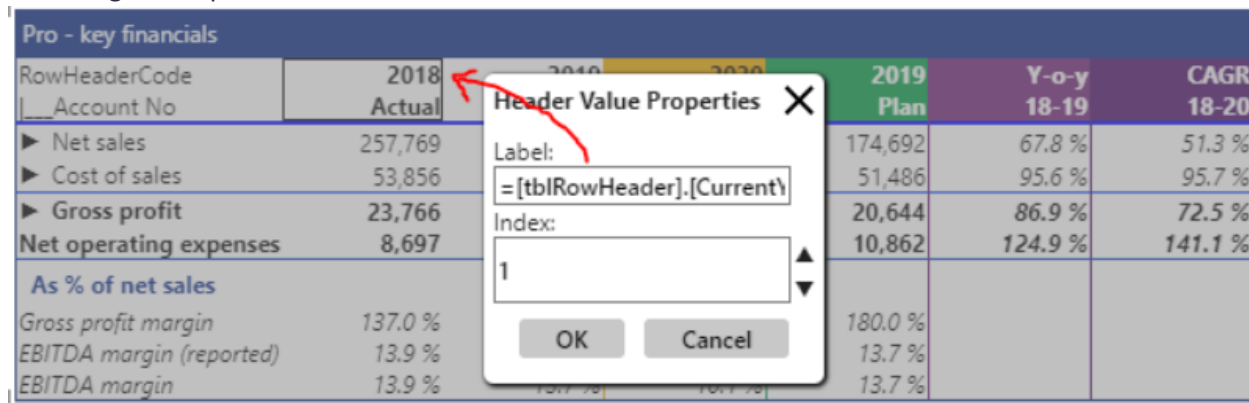 Pro - key financials
RowHeaderCode 2018 2019 2020 2019 Y-o-y CAGR
|___Account No Actual Plan 18-19 18-20
Header Value Properties X
Label:
=[tblRowHeader].[Current
Index:
1
OK Cancel
► Net sales 257,769 174,692 67.8 % 51.3 %
► Cost of sales 53,856 51,486 95.6 % 95.7 %
► Gross profit 23,766 20,644 86.9 % 72.5 %
Net operating expenses 8,697 10,862 124.9 % 141.1 %
As % of net sales
Gross profit margin 137.0 % 180.0 %
EBITDA margin (reported) 13.9 % 13.7 %
EBITDA margin 13.9 % 13.7 %